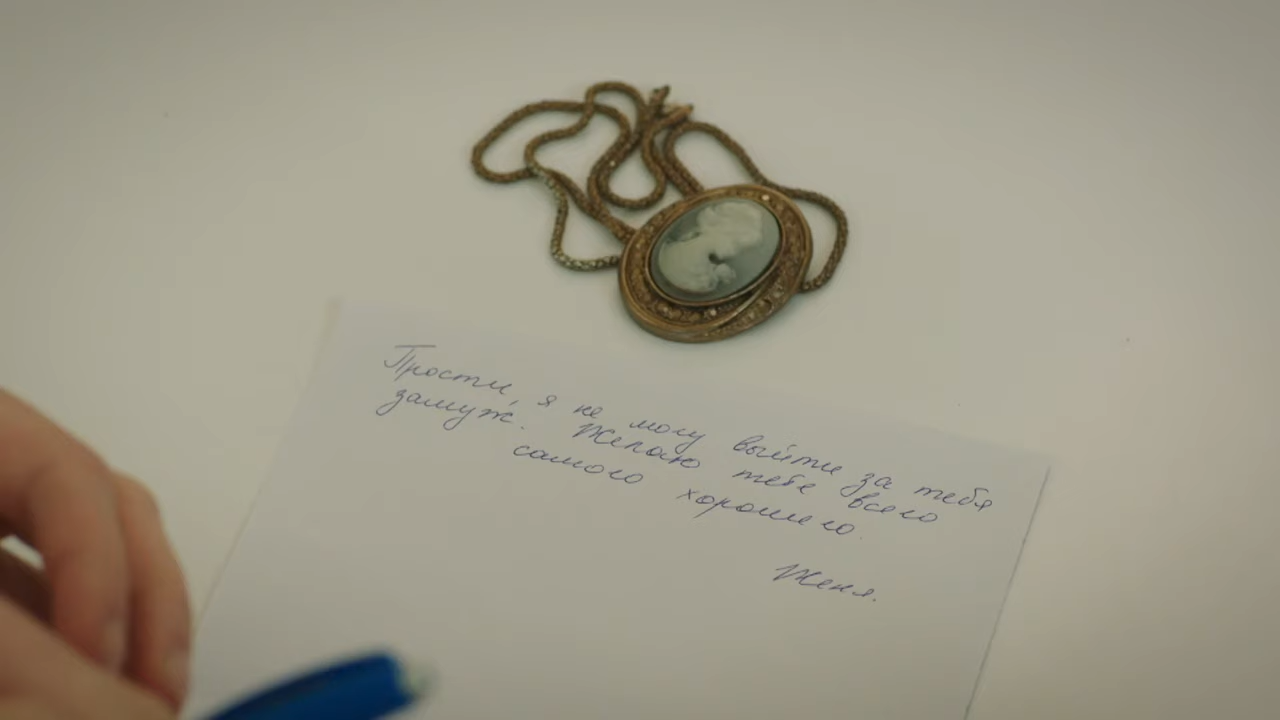 Прости, я не могу выйти за тебя
замуж. Желаю тебе всего
самого хорошего.
Женя.